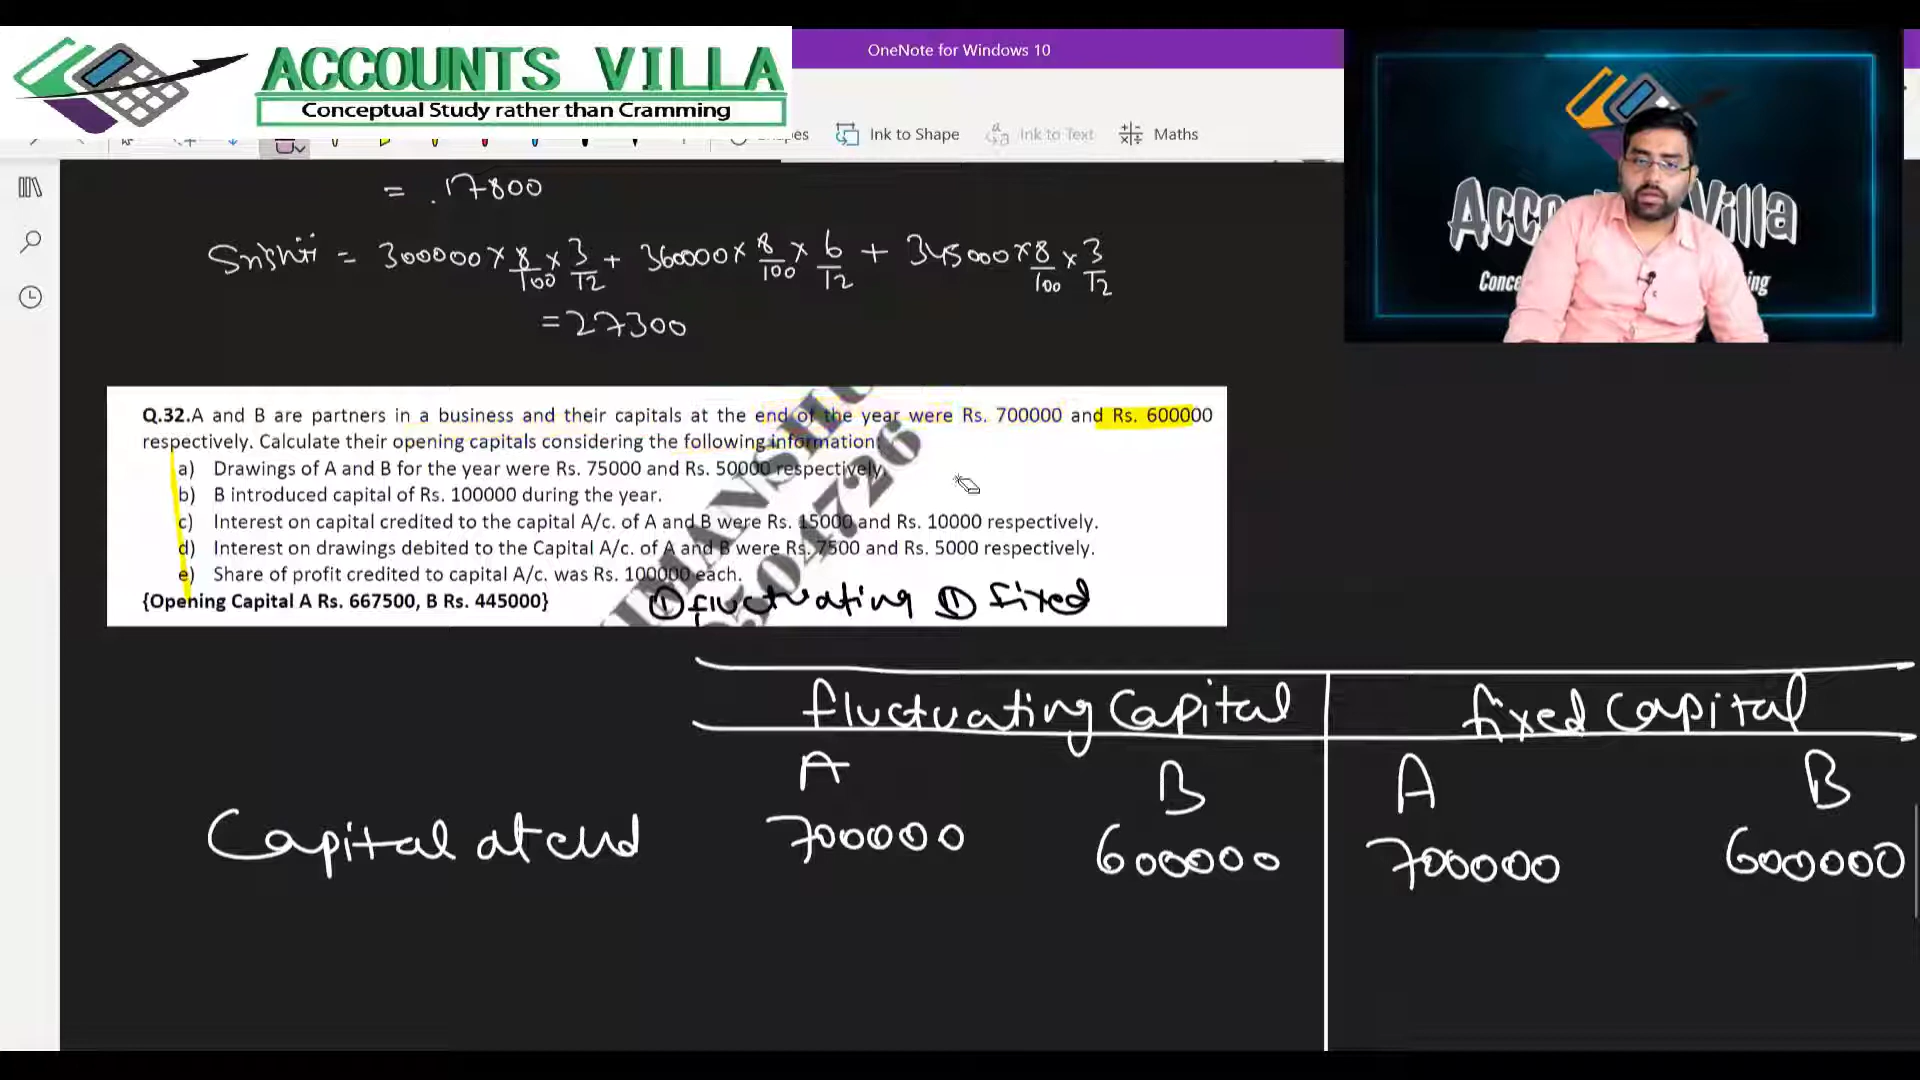 ACCOUNTS VILLA
Conceptual Study rather than Cramming
OneNote for Windows 10
Ink to Shape
Ink to Text
Maths
= 17800
= 300000 × 8/100 × 3/12 + 360000 × 8/100 × 6/12 + 345000 × 8/100 × 3/12
= 27300
Q.32.A and B are partners in a business and their capitals at the end of the year were Rs. 700000 and Rs. 600000
respectively. Calculate their opening capitals considering the following information:
a) Drawings of A and B for the year were Rs. 75000 and Rs. 50000 respectively.
b) B introduced capital of Rs. 100000 during the year.
c) Interest on capital credited to the capital A/c. of A and B were Rs. 15000 and Rs. 10000 respectively.
d) Interest on drawings debited to the Capital A/c. of A and B were Rs. 7500 and Rs. 5000 respectively.
e) Share of profit credited to capital A/c. was Rs. 100000 each.
{Opening Capital A Rs. 667500, B Rs. 445000}
① fluctuating ⑪ fixed
fluctuating Capital fixed Capital
A B A B
Capital at end 700000 600000 700000 600000